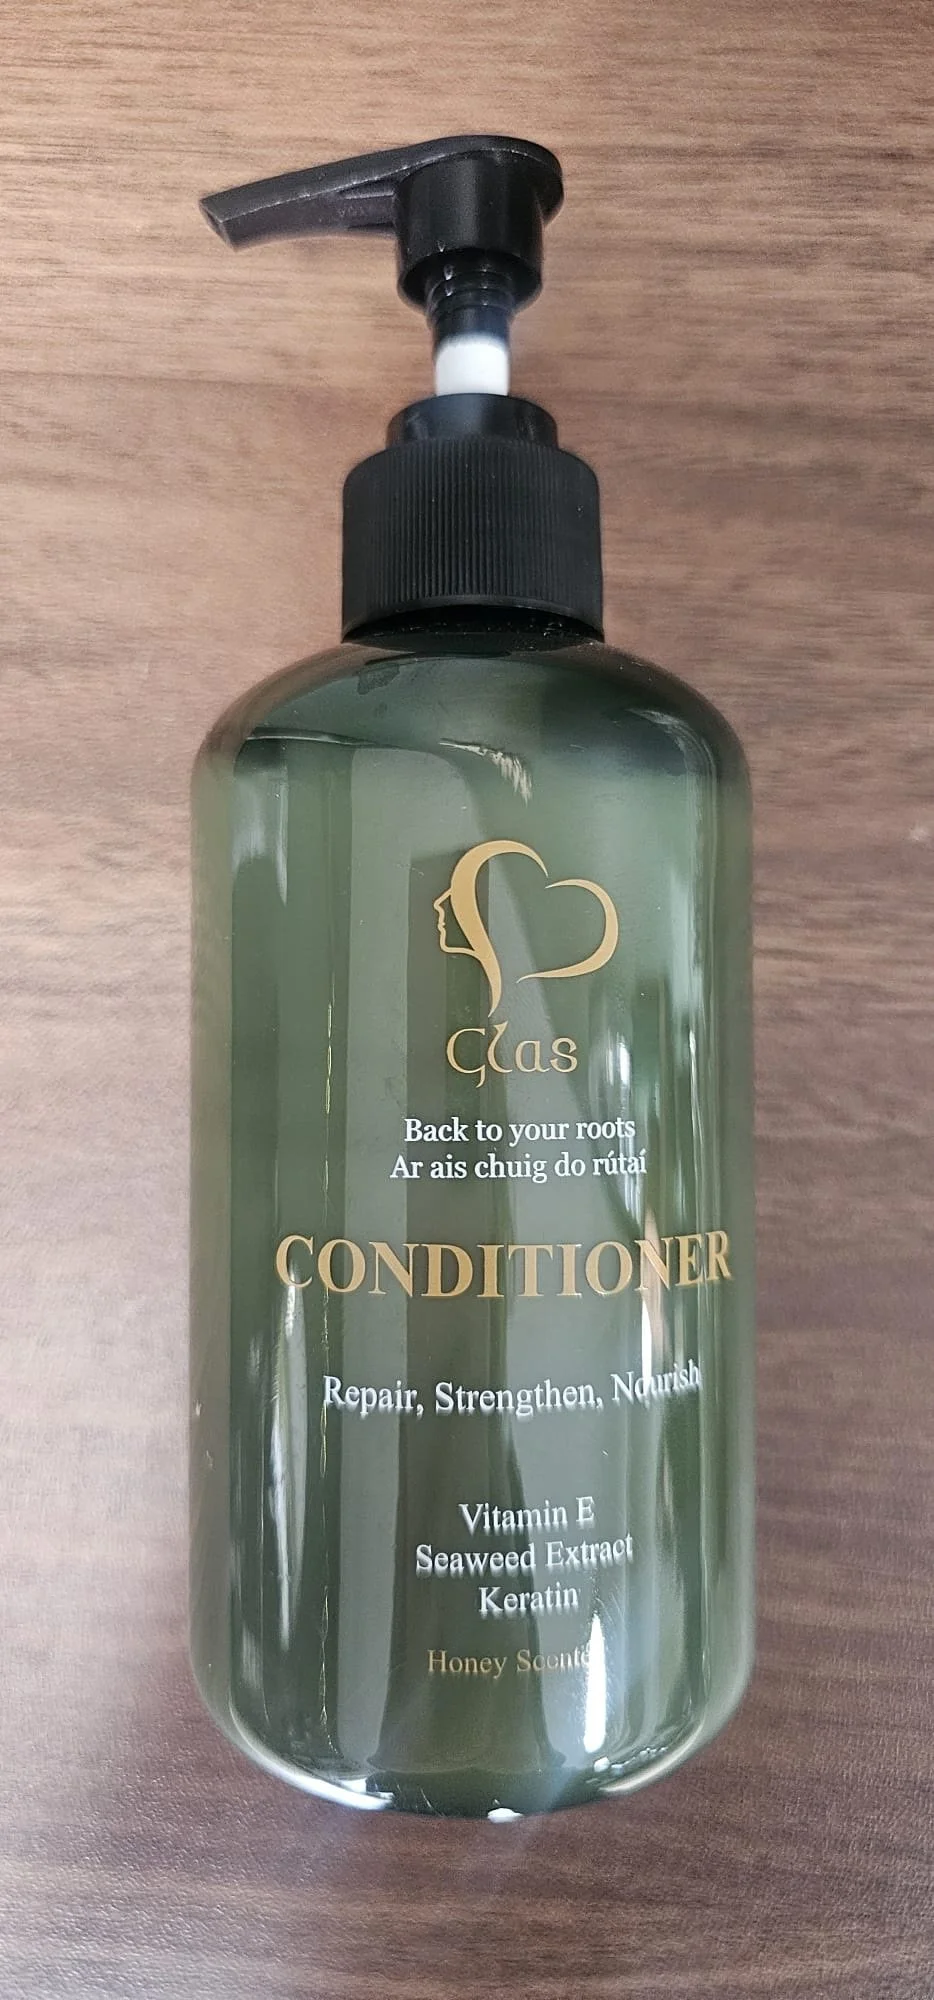 Glas
Back to your roots
Ar ais chuig do rútaí
CONDITIONER
Repair, Strengthen, Nourish
Vitamin E
Seaweed Extract
Keratin
Honey